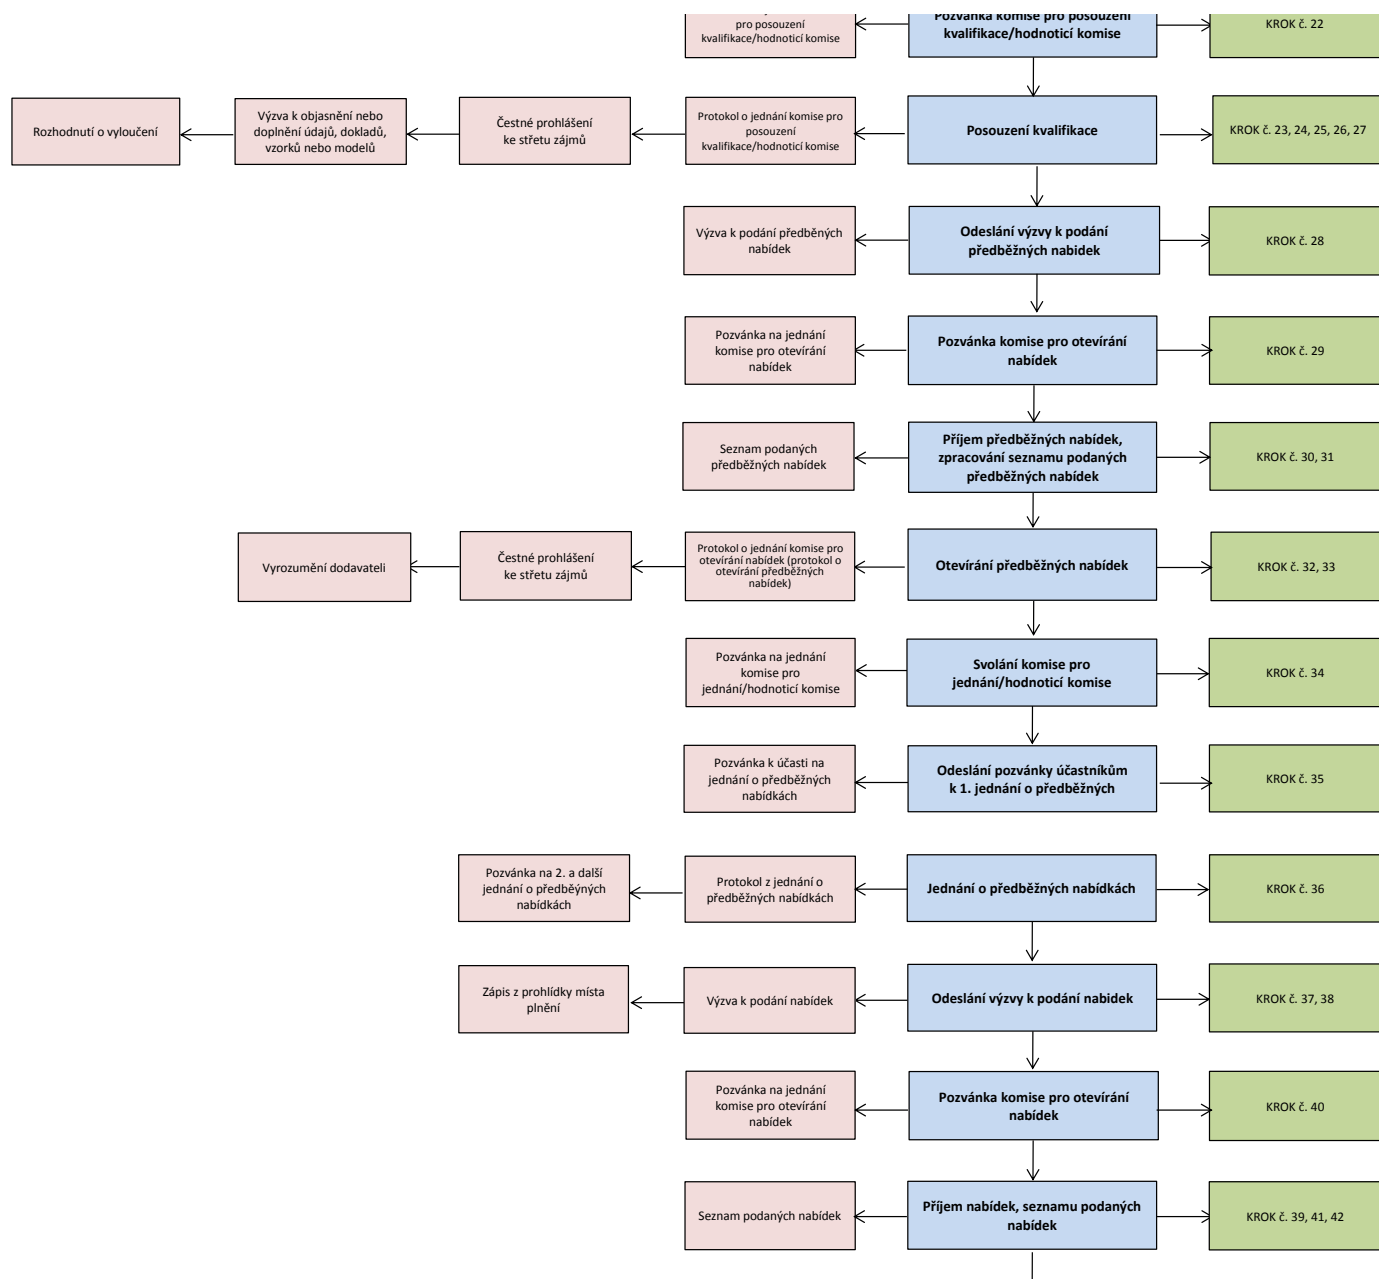 pro posouzení
kvalifikace/hodnoticí komise
Pozvánka komise pro posouzení
kvalifikace/hodnoticí komise
KROK č. 22
Rozhodnutí o vyloučení
Výzva k objasnění nebo
doplnění údajů, dokladů,
vzorků nebo modelů
Čestné prohlášení
ke střetu zájmů
Protokol o jednání komise pro
posouzení
kvalifikace/hodnoticí komise
Posouzení kvalifikace
KROK č. 23, 24, 25, 26, 27
Výzva k podání předběných
nabídek
Odeslání výzvy k podání
předběžných nabidek
KROK č. 28
Pozvánka na jednání
komise pro otevírání
nabídek
Pozvánka komise pro otevírání
nabídek
KROK č. 29
Seznam podaných
předběžných nabídek
Příjem předběžných nabídek,
zpracování seznamu podaných
předběžných nabídek
KROK č. 30, 31
Vyrozumění dodavateli
Čestné prohlášení
ke střetu zájmů
Protokol o jednání komise pro
otevírání nabídek (protokol o
otevírání předběžných
nabídek)
Otevírání předběžných nabídek
KROK č. 32, 33
Pozvánka na jednání
komise pro
jednání/hodnoticí komise
Svolání komise pro
jednání/hodnoticí komise
KROK č. 34
Pozvánka k účasti na
jednání o předběžných
nabídkách
Odeslání pozvánky účastníkům
k 1. jednání o předběžných
KROK č. 35
Pozvánka na 2. a další
jednání o předběýných
nabídkách
Protokol z jednání o
předběžných nabídkách
Jednání o předběžných nabídkách
KROK č. 36
Zápis z prohlídky místa
plnění
Výzva k podání nabídek
Odeslání výzvy k podání nabidek
KROK č. 37, 38
Pozvánka na jednání
komise pro otevírání
nabídek
Pozvánka komise pro otevírání
nabídek
KROK č. 40
Seznam podaných nabídek
Příjem nabídek, seznamu podaných
nabídek
KROK č. 39, 41, 42